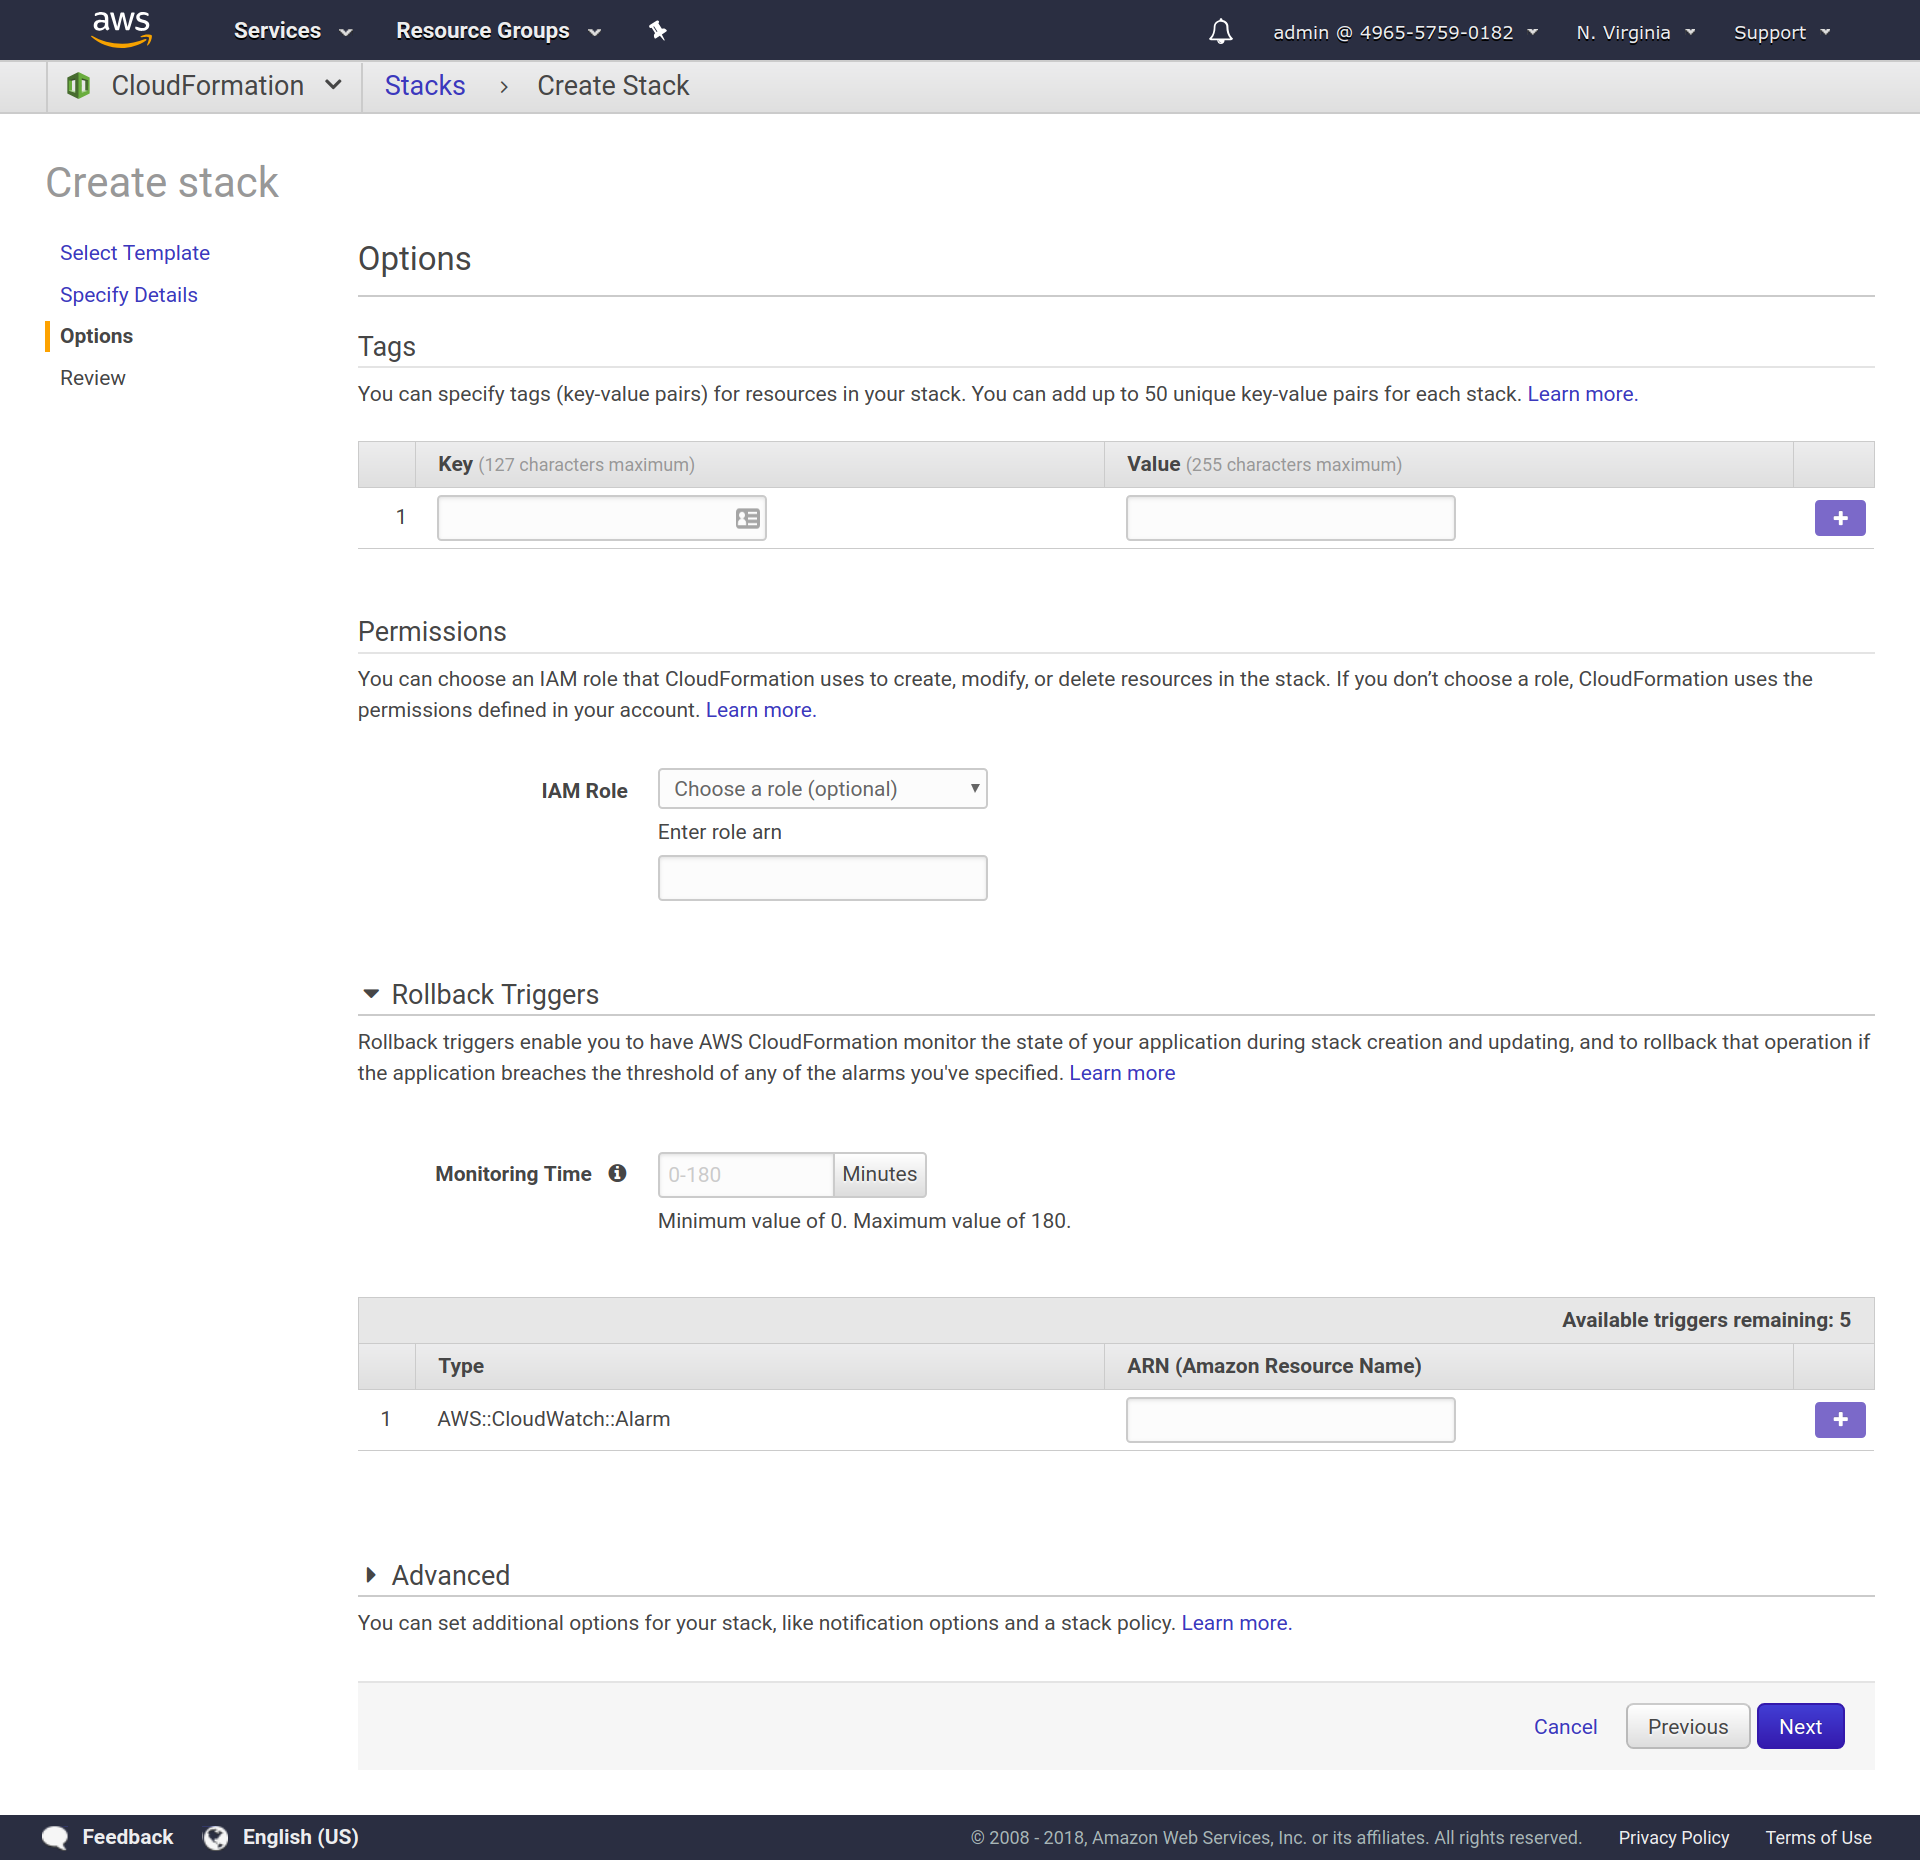 aws Services Resource Groups admin @ 4965-5759-0182 N. Virginia Support
CloudFormation Stacks › Create Stack
Create stack
Select Template
Specify Details
Options
Review
Options
Tags
You can specify tags (key-value pairs) for resources in your stack. You can add up to 50 unique key-value pairs for each stack. Learn more.
Key (127 characters maximum) Value (255 characters maximum)
1 +
Permissions
You can choose an IAM role that CloudFormation uses to create, modify, or delete resources in the stack. If you don’t choose a role, CloudFormation uses the
permissions defined in your account. Learn more.
IAM Role Choose a role (optional)
Enter role arn
Rollback Triggers
Rollback triggers enable you to have AWS CloudFormation monitor the state of your application during stack creation and updating, and to rollback that operation if
the application breaches the threshold of any of the alarms you've specified. Learn more
Monitoring Time 0-180 Minutes
Minimum value of 0. Maximum value of 180.
Available triggers remaining: 5
Type ARN (Amazon Resource Name)
1 AWS::CloudWatch::Alarm +
Advanced
You can set additional options for your stack, like notification options and a stack policy. Learn more.
Cancel Previous Next
Feedback English (US) © 2008 - 2018, Amazon Web Services, Inc. or its affiliates. All rights reserved. Privacy Policy Terms of Use